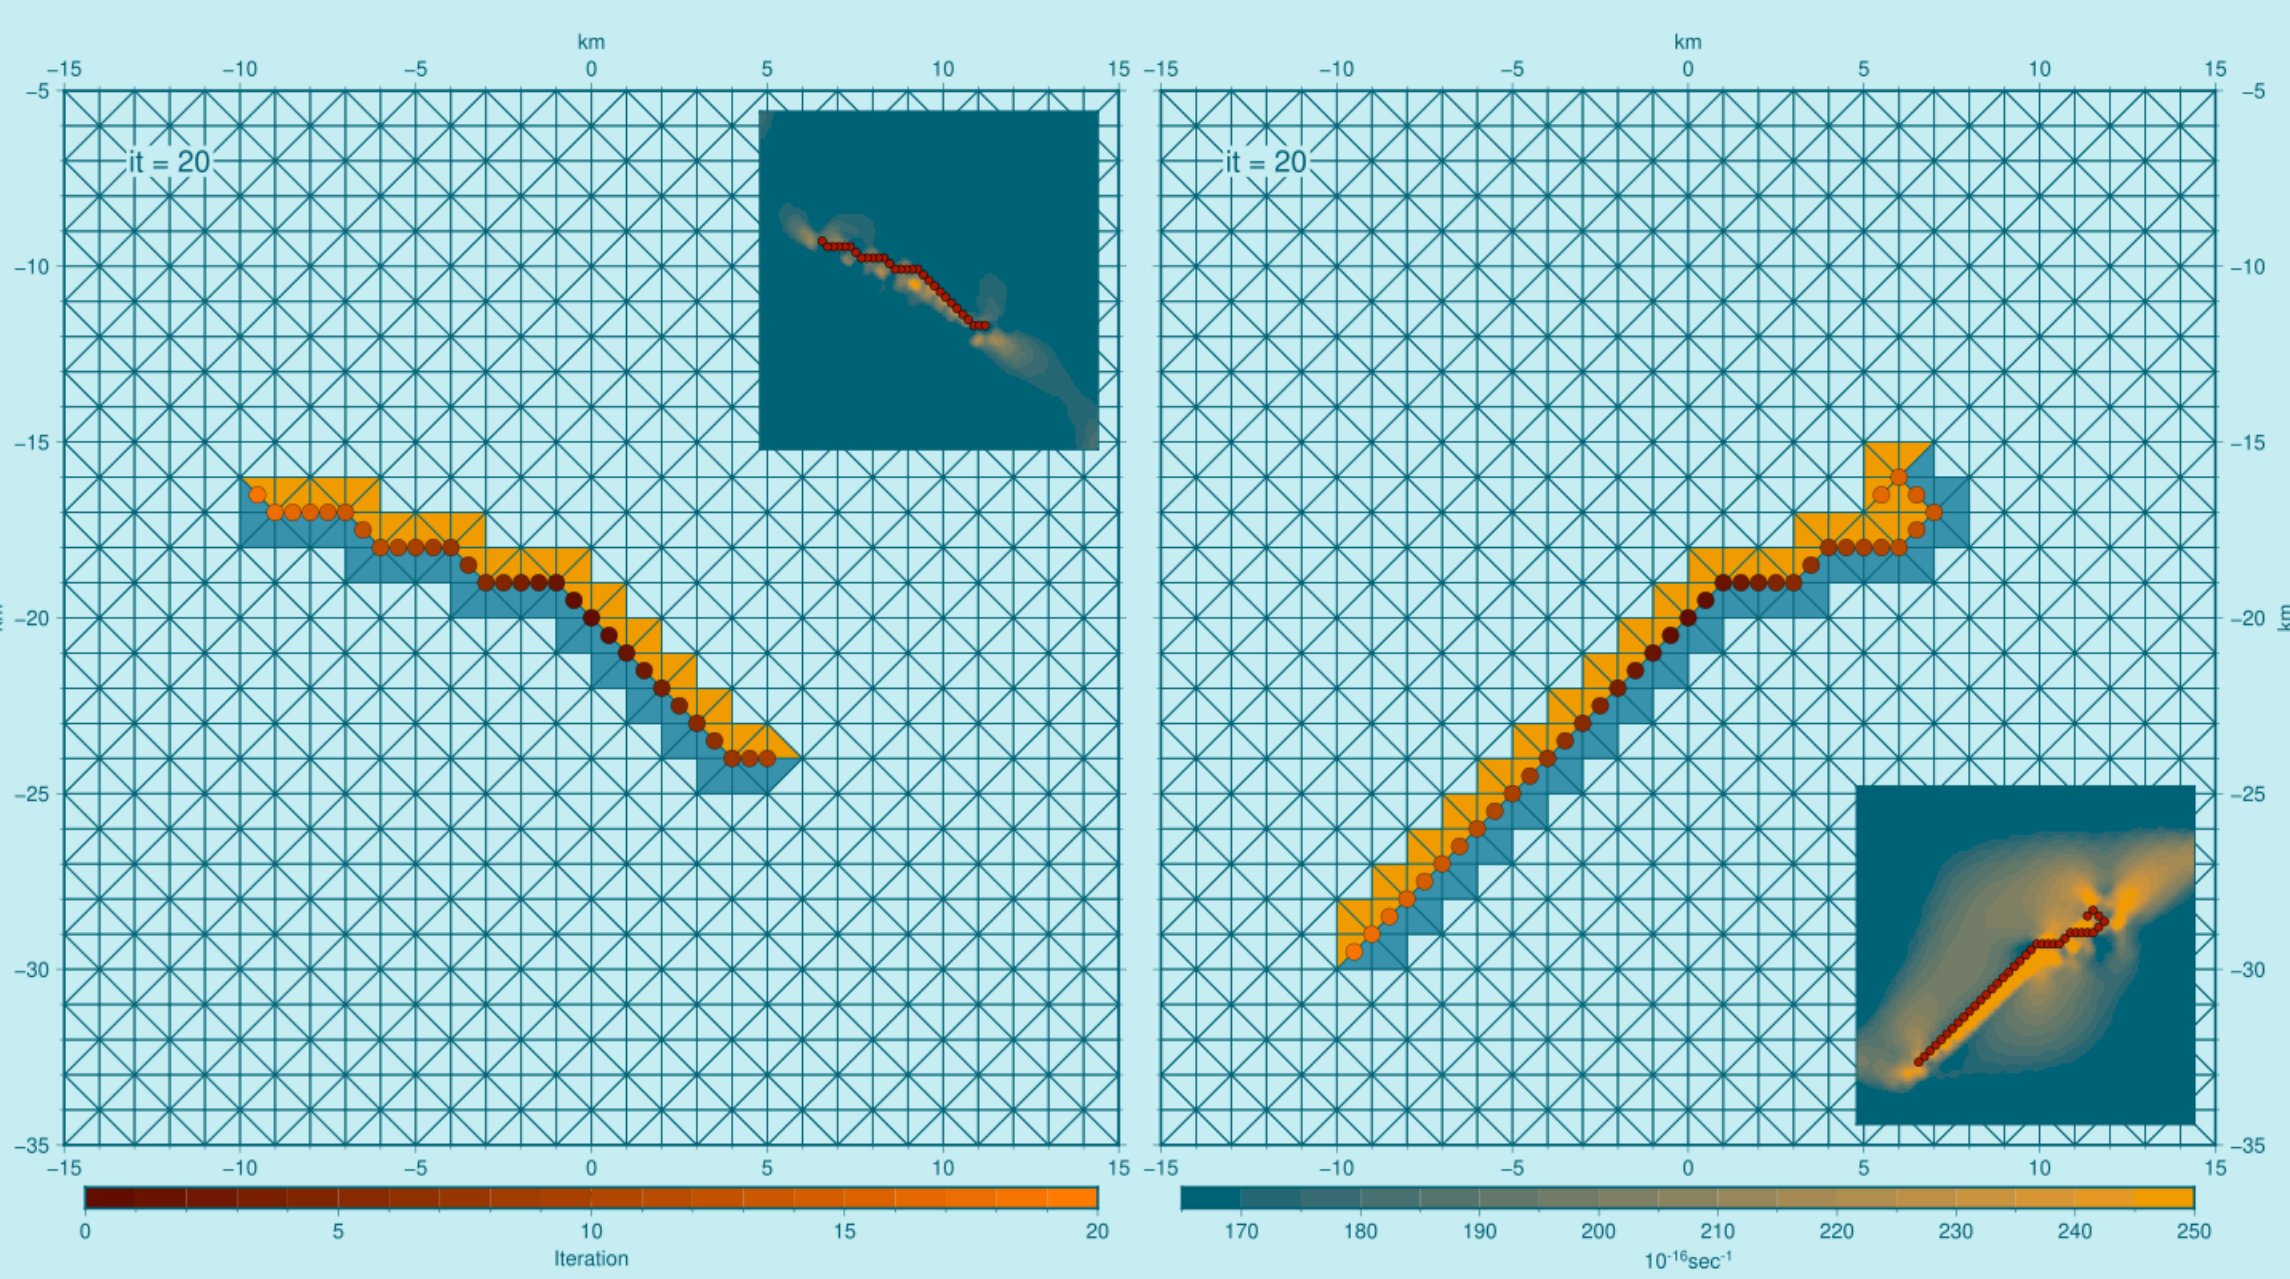 km km
−15 −10 −5 0 5 10 15 −15 −10 −5 0 5 10 15
−5 −5
it = 20 it = 20
−10 −10
−15 −15
−20 −20
km
−25 −25
−30 −30
−35 −35
−15 −10 −5 0 5 10 15 −15 −10 −5 0 5 10 15
0 5 10 15 20 170 180 190 200 210 220 230 240 250
Iteration 10⁻¹⁶sec⁻¹